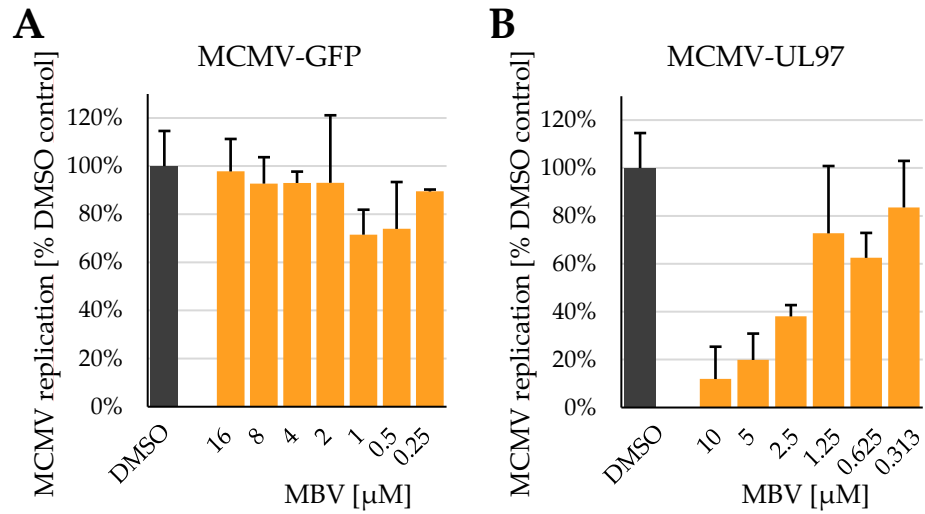 A
MCMV-GFP
MCMV replication [% DMSO control]
120%
100%
80%
60%
40%
20%
0%
DMSO
16
8
4
2
1
0.5
0.25
MBV [µM]
B
MCMV-UL97
MCMV replication [% DMSO control]
120%
100%
80%
60%
40%
20%
0%
DMSO
10
5
2.5
1.25
0.625
0.313
MBV [µM]